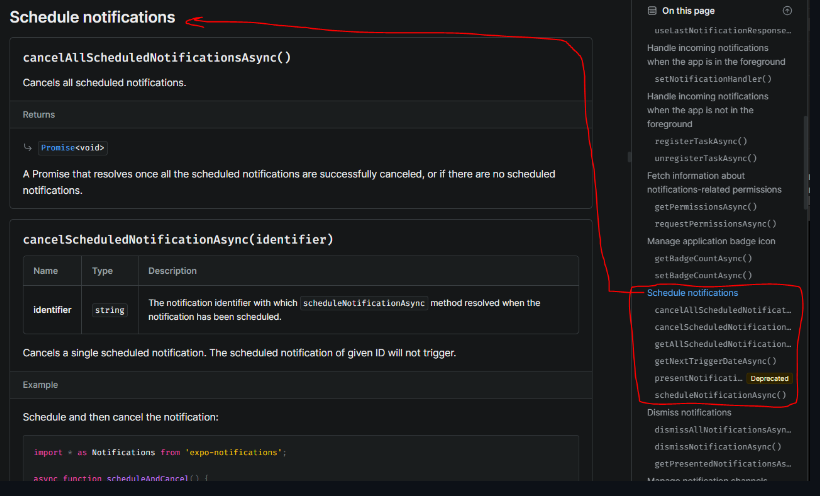 Schedule notifications
cancelAllScheduledNotificationsAsync()
Cancels all scheduled notifications.
Returns
Promise<void>
A Promise that resolves once all the scheduled notifications are successfully canceled, or if there are no scheduled
notifications.
cancelScheduledNotificationAsync(identifier)
Name Type Description
identifier string The notification identifier with which scheduleNotificationAsync method resolved when the
notification has been scheduled.
Cancels a single scheduled notification. The scheduled notification of given ID will not trigger.
Example
Schedule and then cancel the notification:
import * as Notifications from 'expo-notifications';
async function scheduleAndCancel() {
On this page
useLastNotificationResponse…
Handle incoming notifications
when the app is in the foreground
setNotificationHandler()
Handle incoming notifications
when the app is not in the
foreground
registerTaskAsync()
unregisterTaskAsync()
Fetch information about
notifications-related permissions
getPermissionsAsync()
requestPermissionsAsync()
Manage application badge icon
getBadgeCountAsync()
setBadgeCountAsync()
Schedule notifications
cancelAllScheduledNotificat…
cancelScheduledNotification…
getAllScheduledNotification…
getNextTriggerDateAsync()
presentNotificati… Deprecated
scheduleNotificationAsync()
Dismiss notifications
dismissAllNotificationsAsyn…
dismissNotificationAsync()
getPresentedNotificationsAs…
Manage notification channels